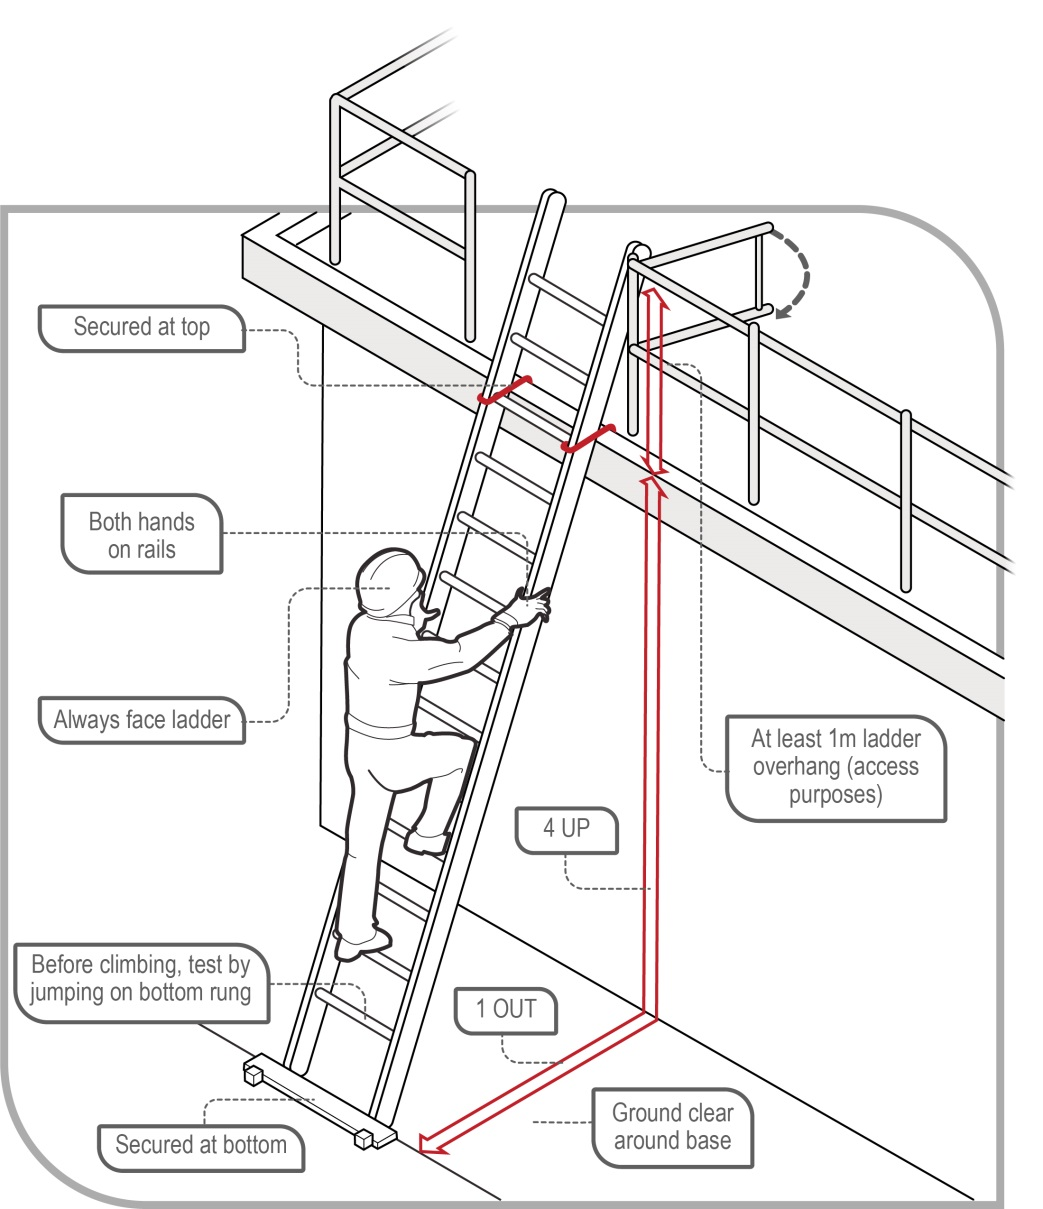 Secured at top
Both hands
on rails
Always face ladder
At least 1m ladder
overhang (access
purposes)
4 UP
Before climbing, test by
jumping on bottom rung
1 OUT
Ground clear
around base
Secured at bottom